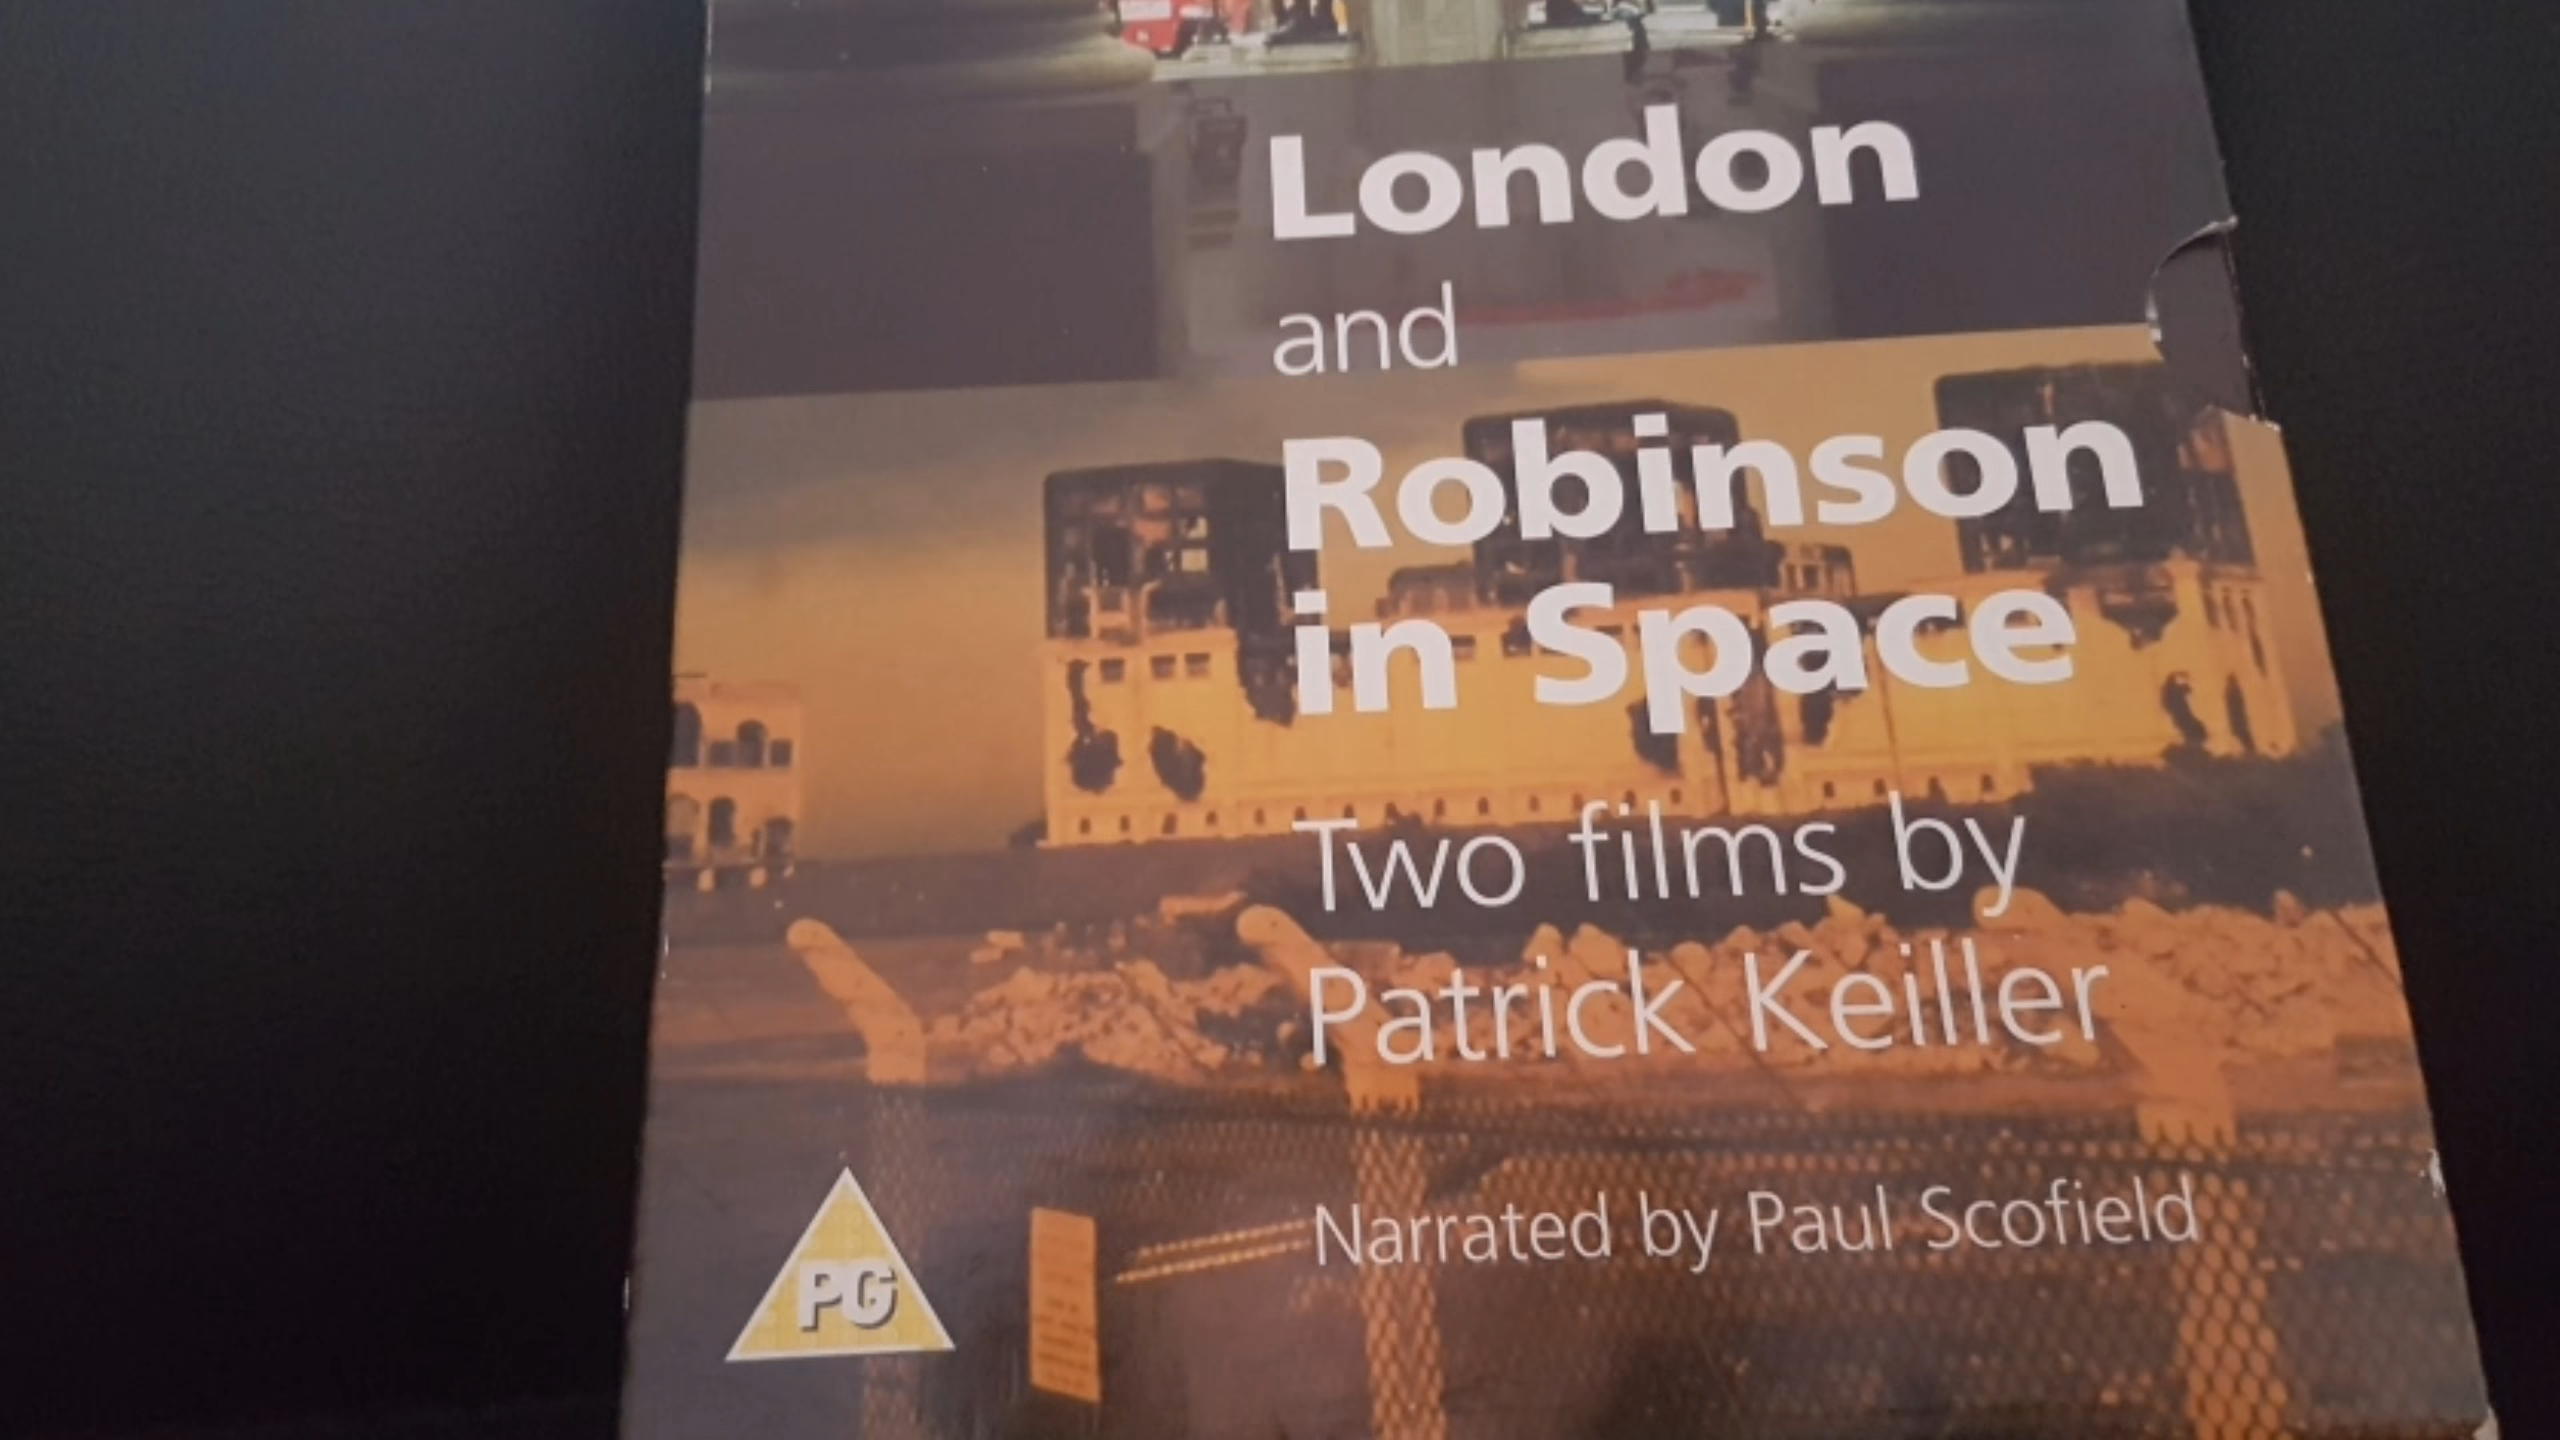 London
and
Robinson
in Space
Two films by
Patrick Keiller
Narrated by Paul Scofield
PG